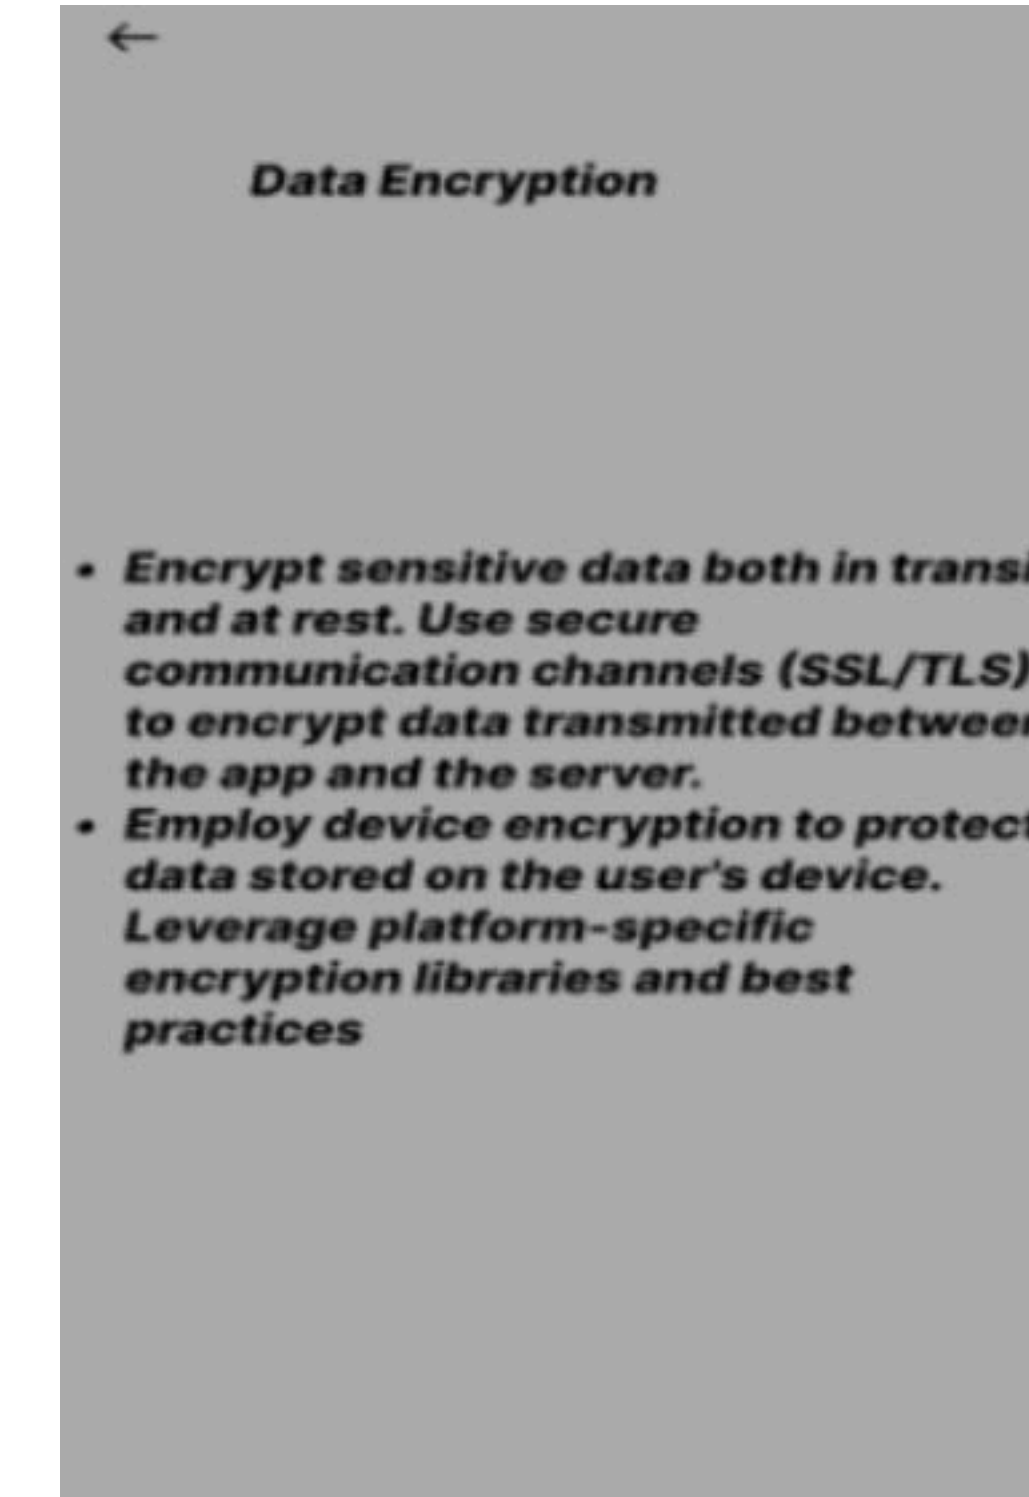 Data Encryption
• Encrypt sensitive data both in transi
and at rest. Use secure
communication channels (SSL/TLS)
to encrypt data transmitted between
the app and the server.
• Employ device encryption to protect
data stored on the user's device.
Leverage platform-specific
encryption libraries and best
practices